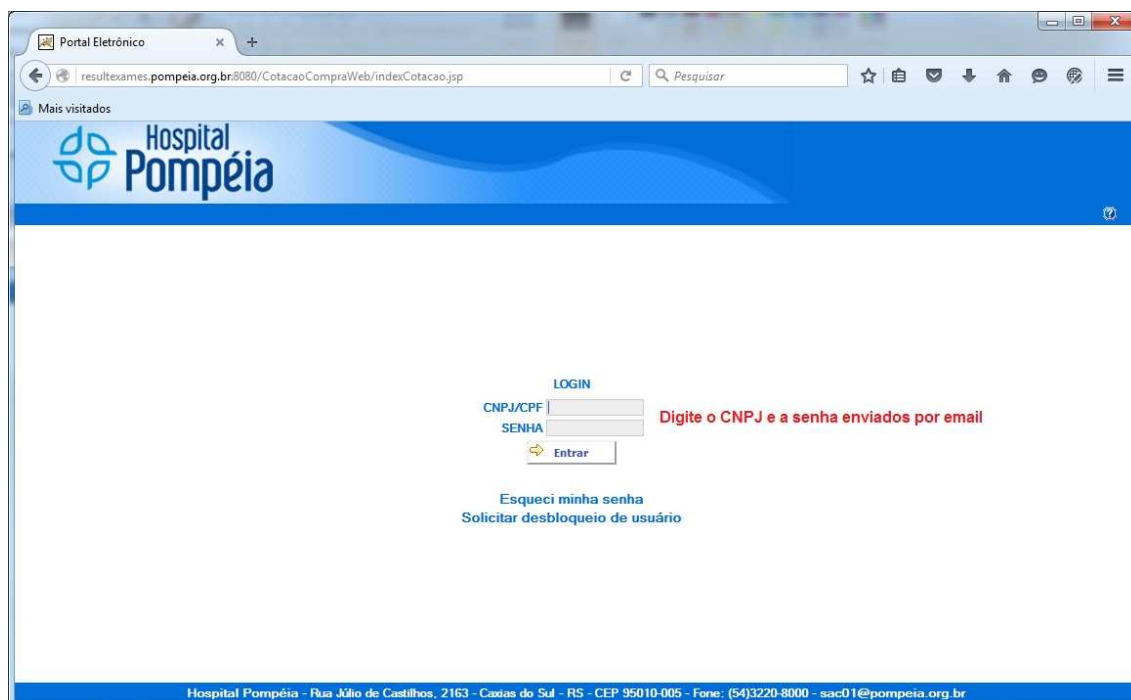 Portal Eletrônico
resultexames.pompeia.org.br:8080/CotacaoCompraWeb/indexCotacao.jsp
Pesquisar
Mais visitados
Hospital
Pompéia
LOGIN
CNPJ/CPF
SENHA
Digite o CNPJ e a senha enviados por email
Entrar
Esqueci minha senha
Solicitar desbloqueio de usuário
Hospital Pompéia - Rua Júlio de Castilhos, 2163 - Caxias do Sul - RS - CEP 95010-005 - Fone: (54)3220-8000 - sac01@pompeia.org.br